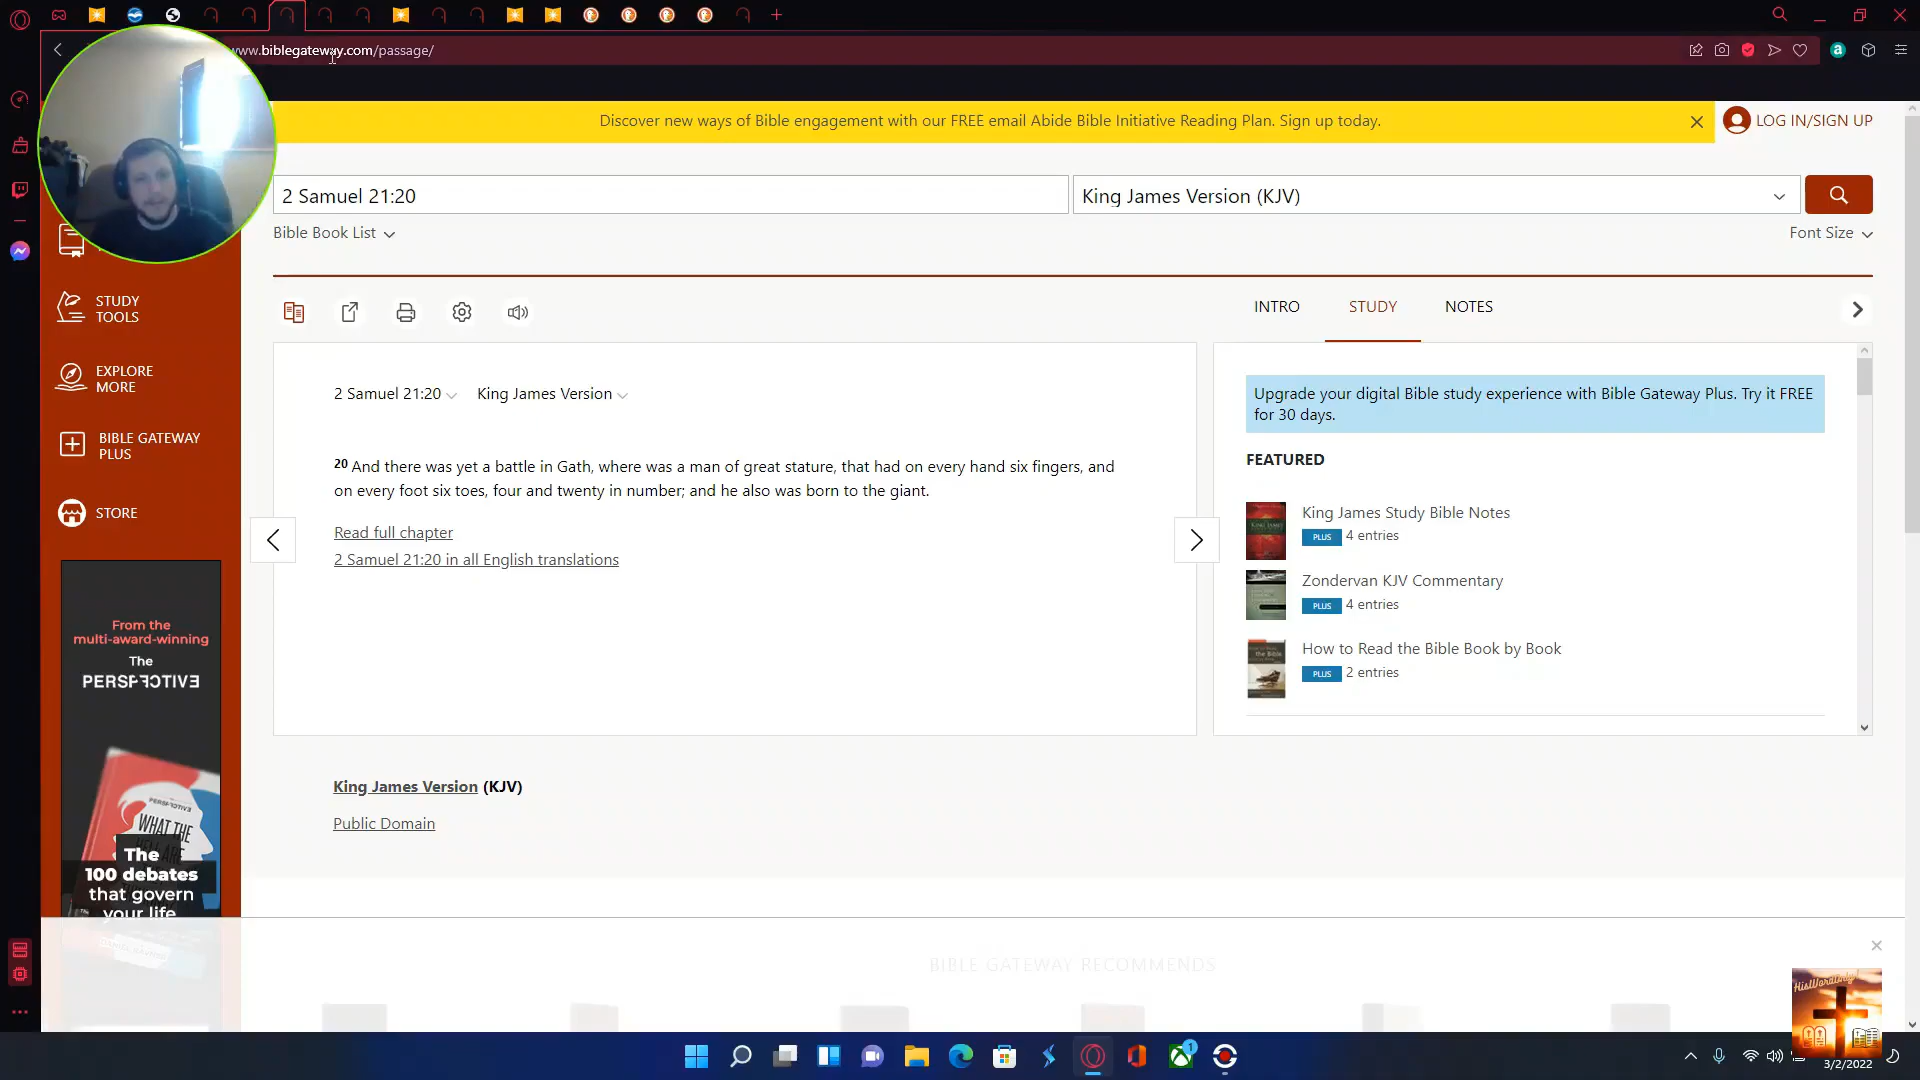 www.biblegateway.com/passage/
Discover new ways of Bible engagement with our FREE email Abide Bible Initiative Reading Plan. Sign up today.
LOG IN/SIGN UP
2 Samuel 21:20
King James Version (KJV)
Bible Book List
Font Size
STUDY
TOOLS
EXPLORE
MORE
BIBLE GATEWAY
PLUS
STORE
INTRO
STUDY
NOTES
2 Samuel 21:20
King James Version
20 And there was yet a battle in Gath, where was a man of great stature, that had on every hand six fingers, and
on every foot six toes, four and twenty in number; and he also was born to the giant.
Read full chapter
2 Samuel 21:20 in all English translations
Upgrade your digital Bible study experience with Bible Gateway Plus. Try it FREE
for 30 days.
FEATURED
King James Study Bible Notes
PLUS 4 entries
Zondervan KJV Commentary
PLUS 4 entries
How to Read the Bible Book by Book
PLUS 2 entries
King James Version (KJV)
Public Domain
From the
multi-award-winning
The
PERSPECTIVE
PERSPECTIVE
WHAT THE
The
100 debates
that govern
your life
BIBLE GATEWAY RECOMMENDS
HisWordToday!
1
3/2/2022